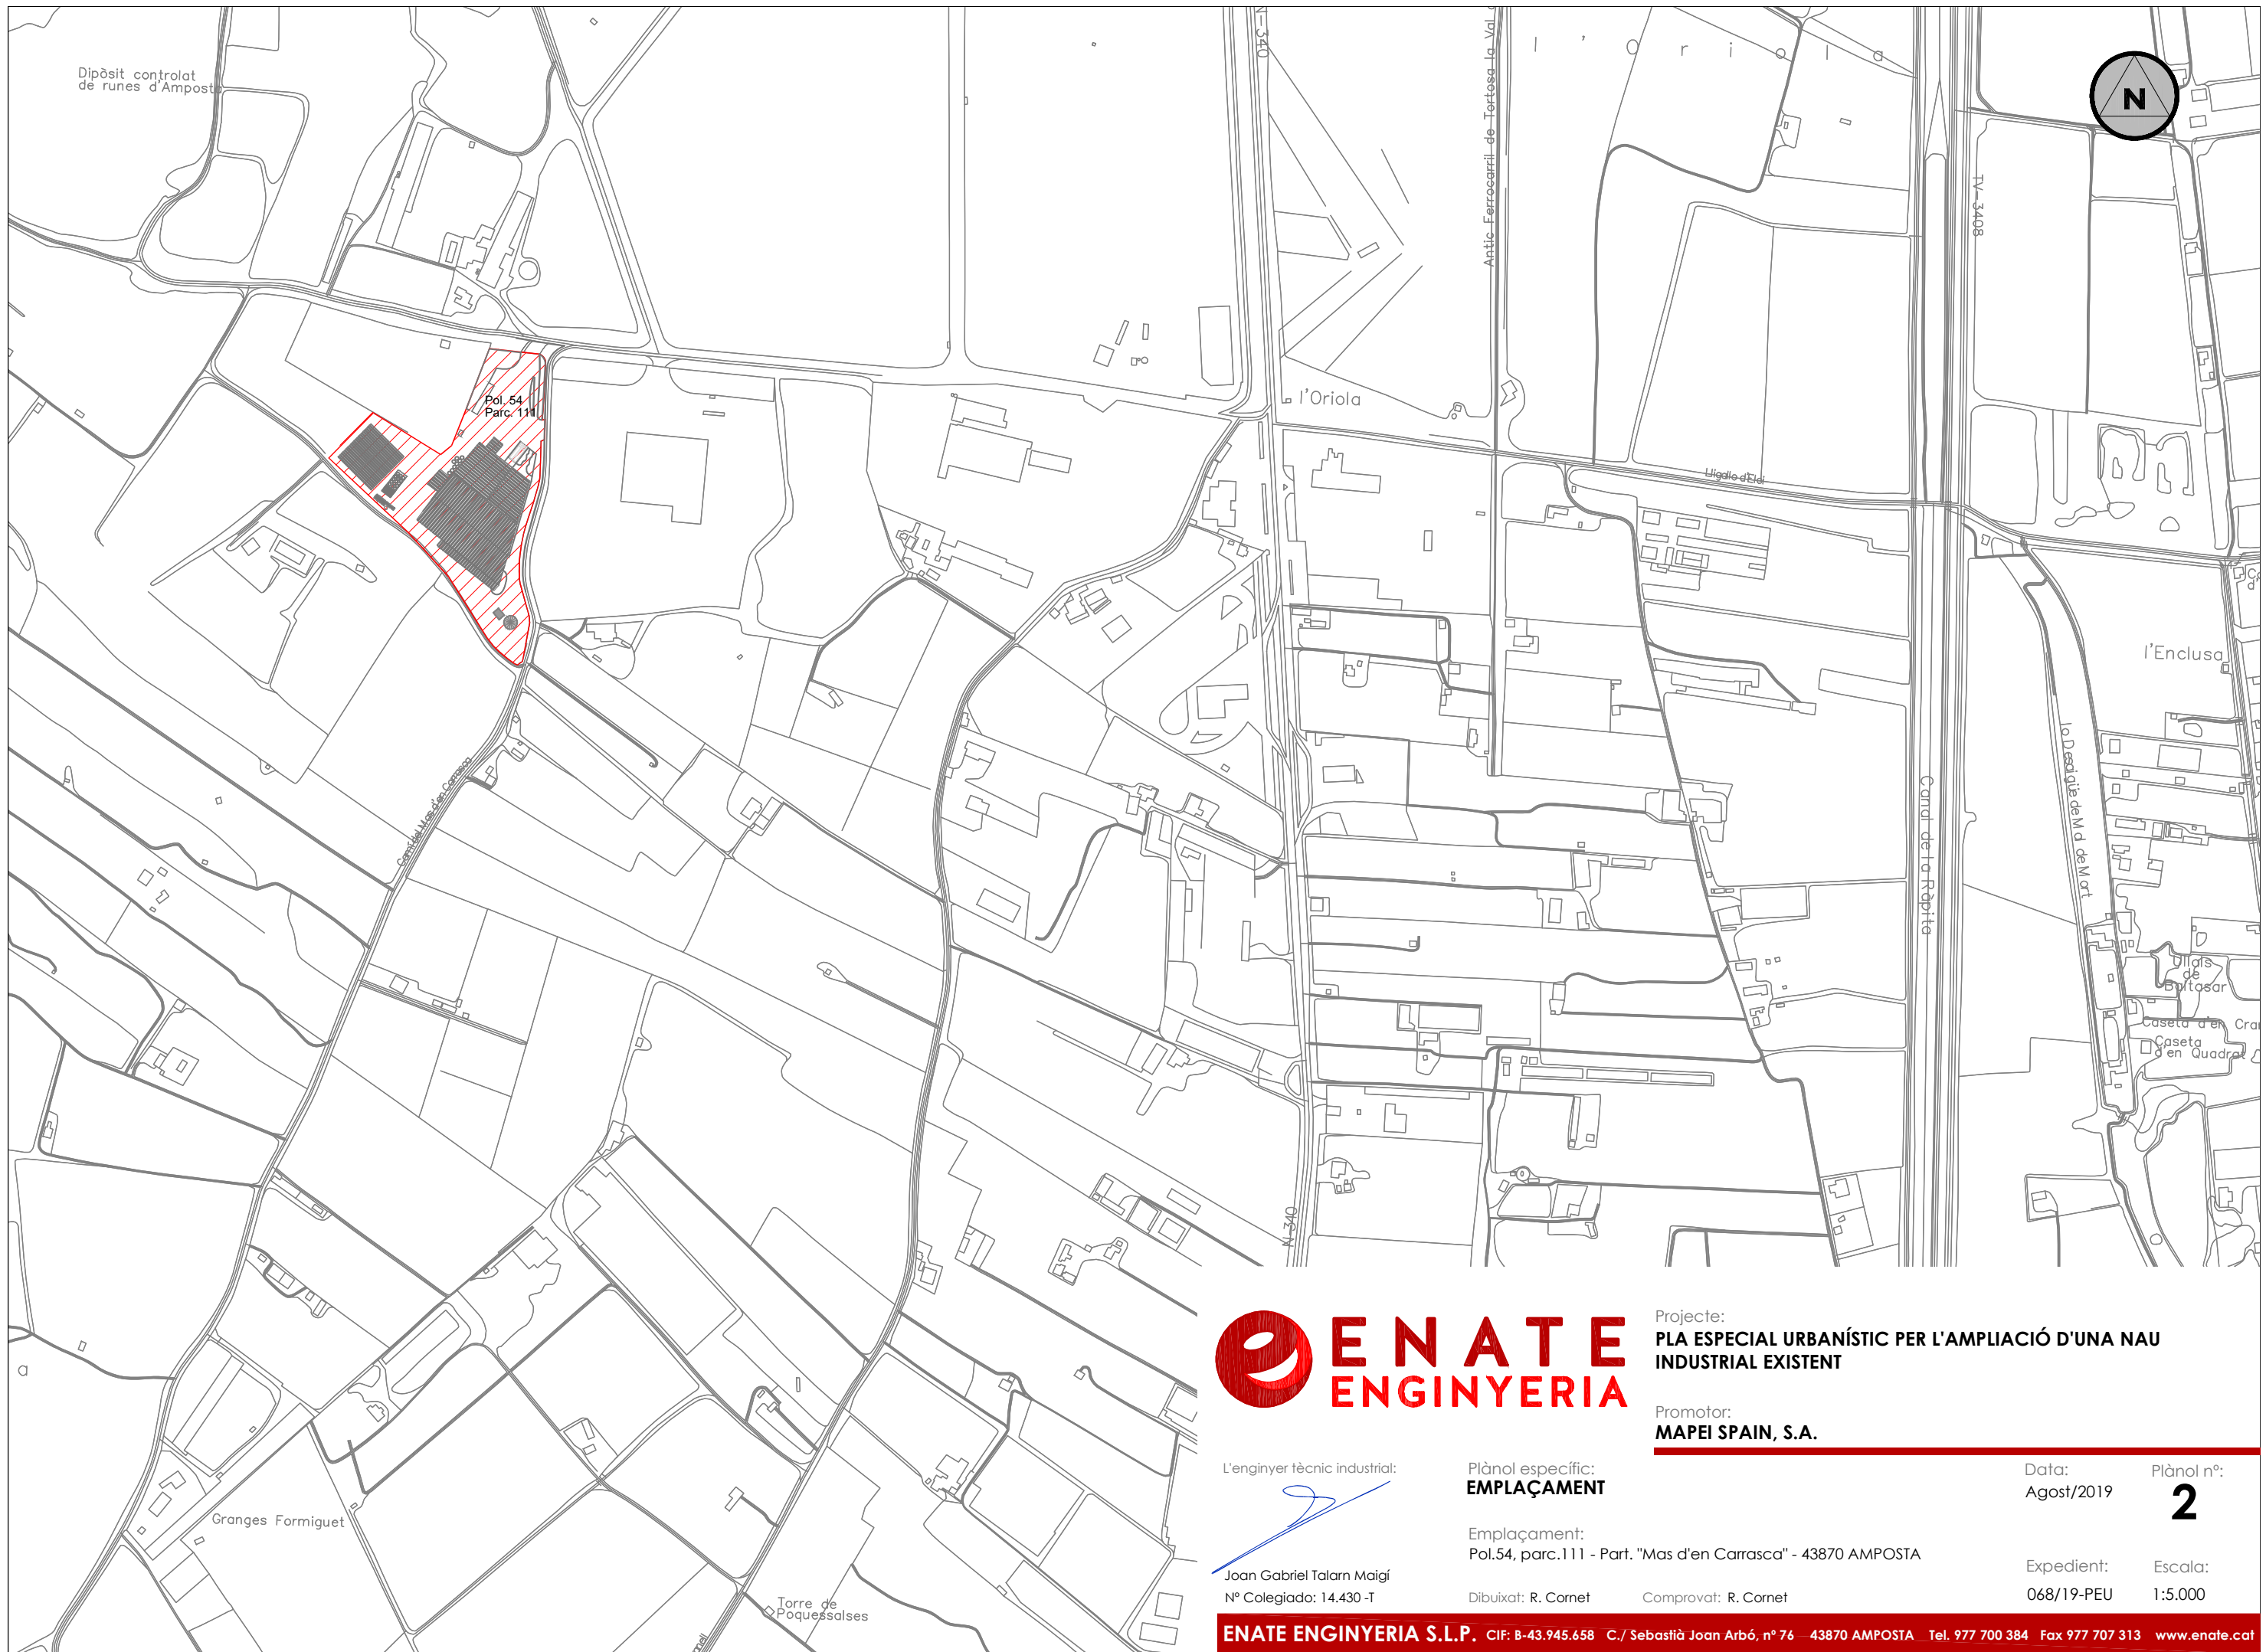 Dipòsit controlat
de runes d'Amposta
N-340
Antic Ferrocarril de Tortosa la Val
l'oriola
N
TV-3408
Pol. 54
Parc. 111
l'Oriola
l'Enclusa
Camí del Mas d'en Carrasca
Canal de la Ràpita
Ullals
de
Baltasar
Caseta d'en Cra
Caseta
d'en Quadrat
N-340
a
Granges Formiguet
Torre de
Poquessalses
ENATE
ENGINYERIA
Projecte:
PLA ESPECIAL URBANÍSTIC PER L'AMPLIACIÓ D'UNA NAU
INDUSTRIAL EXISTENT
Promotor:
MAPEI SPAIN, S.A.
L'enginyer tècnic industrial:
Joan Gabriel Talarn Maigí
Nº Colegiado: 14.430 -T
Plànol específic:
EMPLAÇAMENT
Emplaçament:
Pol.54, parc.111 - Part. "Mas d'en Carrasca" - 43870 AMPOSTA
Dibuixat: R. Cornet Comprovat: R. Cornet
Data:
Agost/2019
Plànol nº:
2
Expedient:
068/19-PEU
Escala:
1:5.000
ENATE ENGINYERIA S.L.P. CIF: B-43.945.658 C./ Sebastià Joan Arbó, nº 76 43870 AMPOSTA Tel. 977 700 384 Fax 977 707 313 www.enate.cat